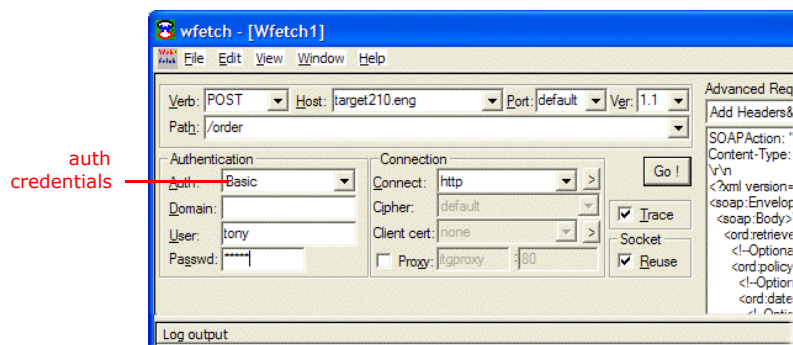 wfetch - [Wfetch1]
File Edit View Window Help
Verb: POST Host: target210.eng Port: default Ver: 1.1
Path: /order
auth
credentials
Authentication
Auth: Basic
Domain:
User: tony
Passwd: *****
Connection
Connect: http >
Cipher: default
Client cert: none >
Proxy: itgproxy : 80
Go !
Trace
Socket
Reuse
Advanced Req
Add Headers&
SOAPAction: "
Content-Type:
\r\n
<?xml version=
<soap:Envelop
<soap:Body>
<ord:retrieve
<!--Optiona
<ord:policy
<!--Option
<ord:date
Log output